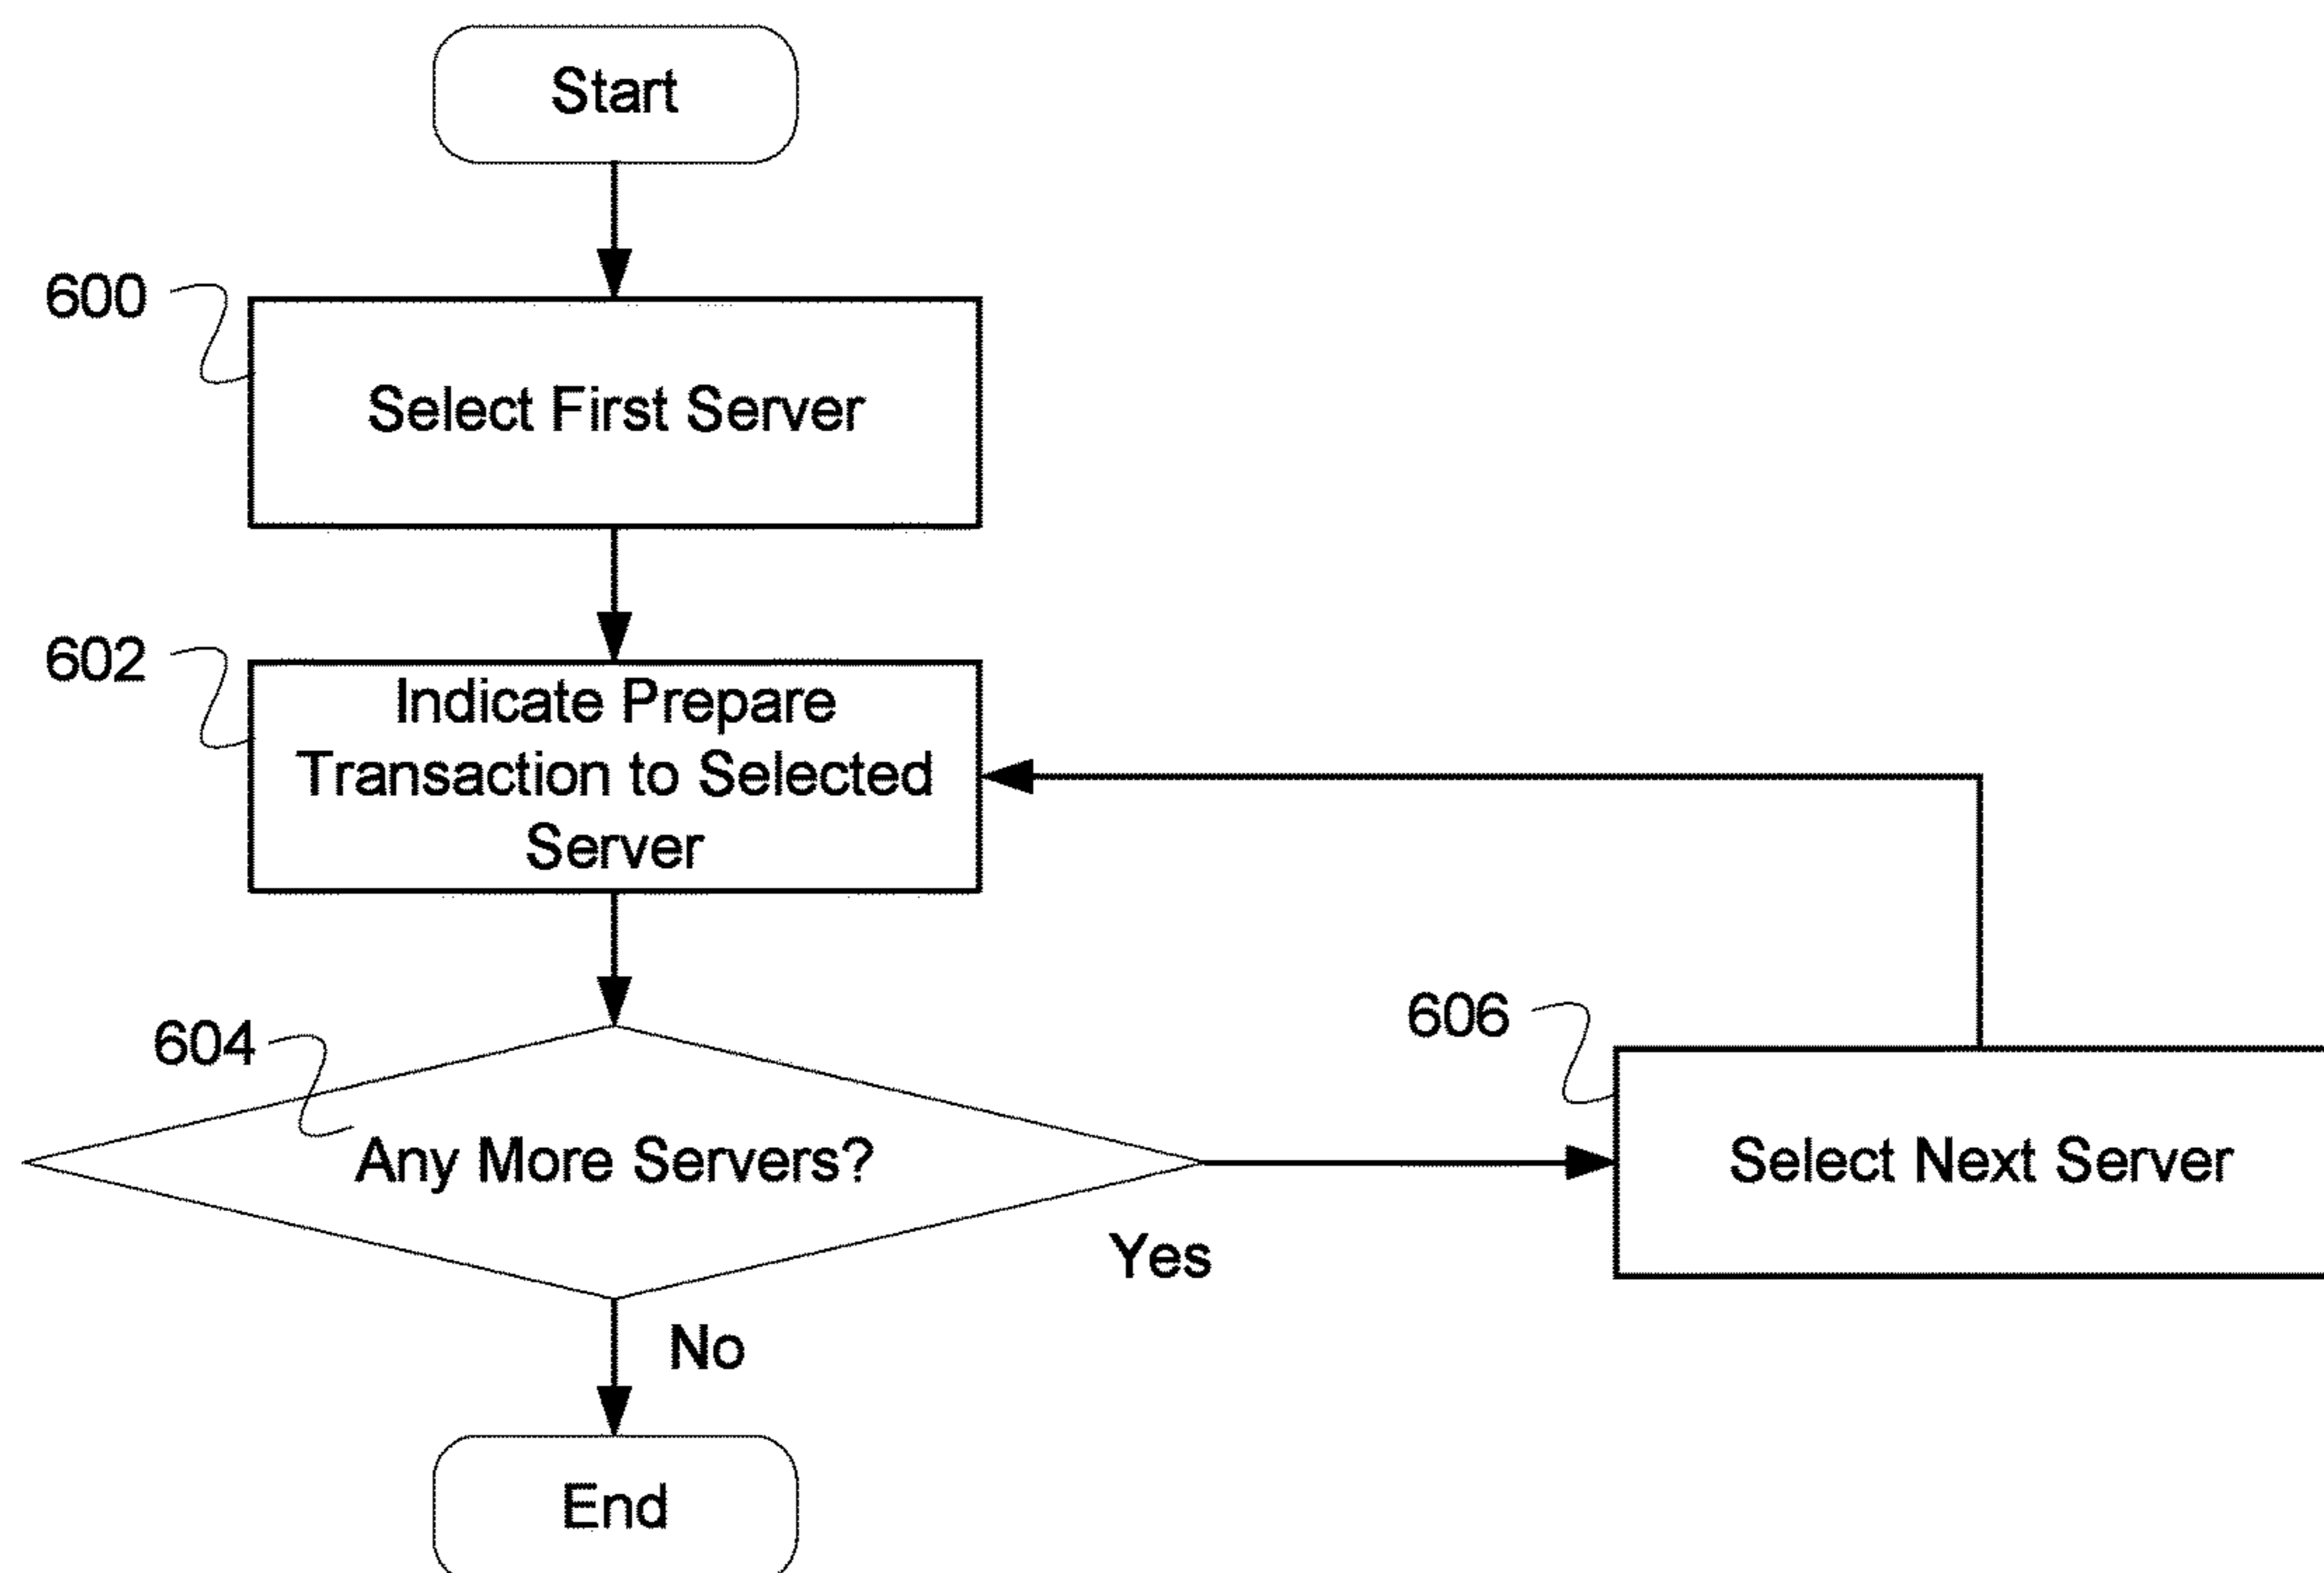 Start
600
Select First Server
602
Indicate Prepare
Transaction to Selected
Server
604
Any More Servers?
606
Select Next Server
Yes
No
End